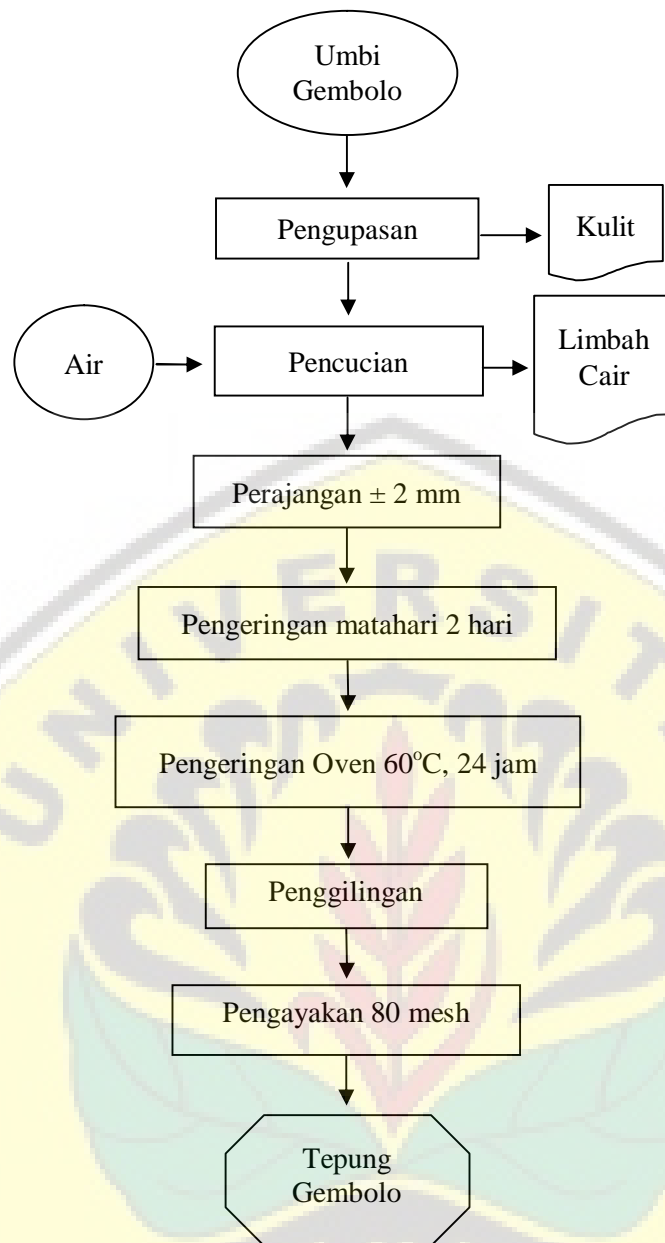 Umbi
Gembolo
Pengupasan
Kulit
Air
Pencucian
Limbah
Cair
Perajangan ± 2 mm
Pengeringan matahari 2 hari
Pengeringan Oven 60°C, 24 jam
Penggilingan
Pengayakan 80 mesh
Tepung
Gembolo
UNIVERSIT